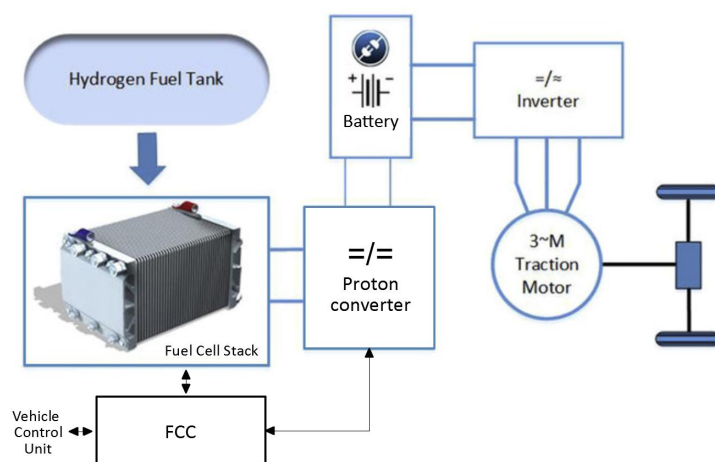 Hydrogen Fuel Tank
+ −
Battery
=/≈
Inverter
=/=
Proton
converter
3~M
Traction
Motor
Fuel Cell Stack
Vehicle
Control
Unit
FCC